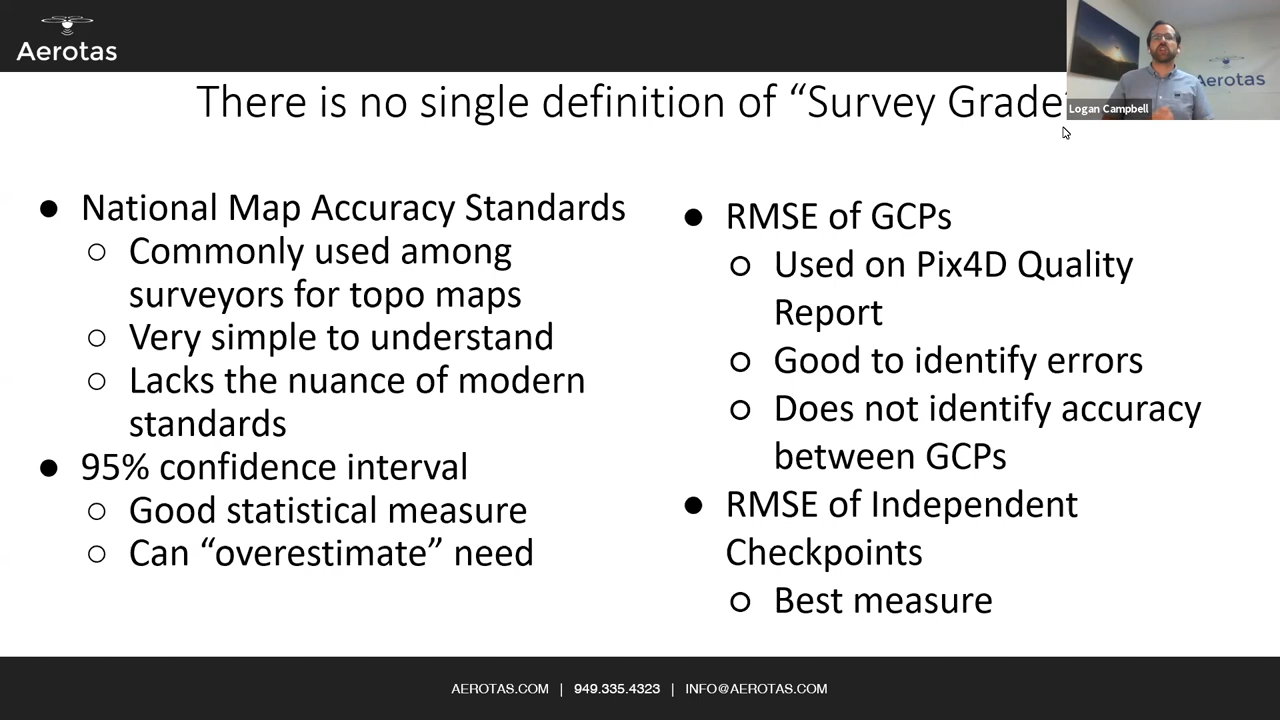 Aerotas
There is no single definition of “Survey Grade
Aerotas
Logan Campbell
● National Map Accuracy Standards
○ Commonly used among
surveyors for topo maps
○ Very simple to understand
○ Lacks the nuance of modern
standards
● 95% confidence interval
○ Good statistical measure
○ Can “overestimate” need
● RMSE of GCPs
○ Used on Pix4D Quality
Report
○ Good to identify errors
○ Does not identify accuracy
between GCPs
● RMSE of Independent
Checkpoints
○ Best measure
AEROTAS.COM | 949.335.4323 | INFO@AEROTAS.COM